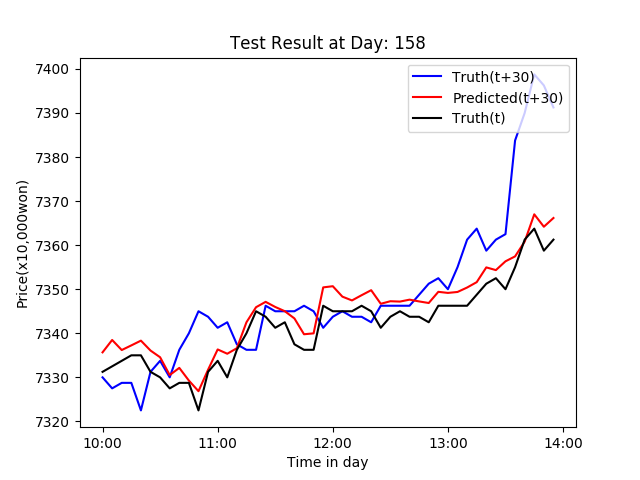 Test Result at Day: 158
Truth(t+30)
Predicted(t+30)
Truth(t)
Price(x10,000won)
7400
7390
7380
7370
7360
7350
7340
7330
7320
10:00 11:00 12:00 13:00 14:00
Time in day